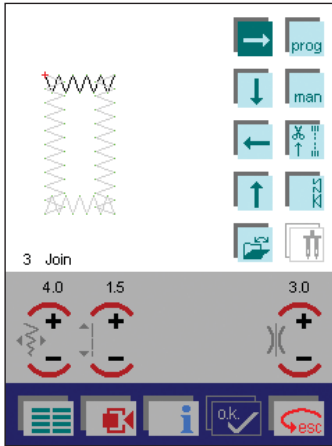 prog
man
3 Join
4.0 1.5 3.0
+ + +
- - -
i o.k. esc